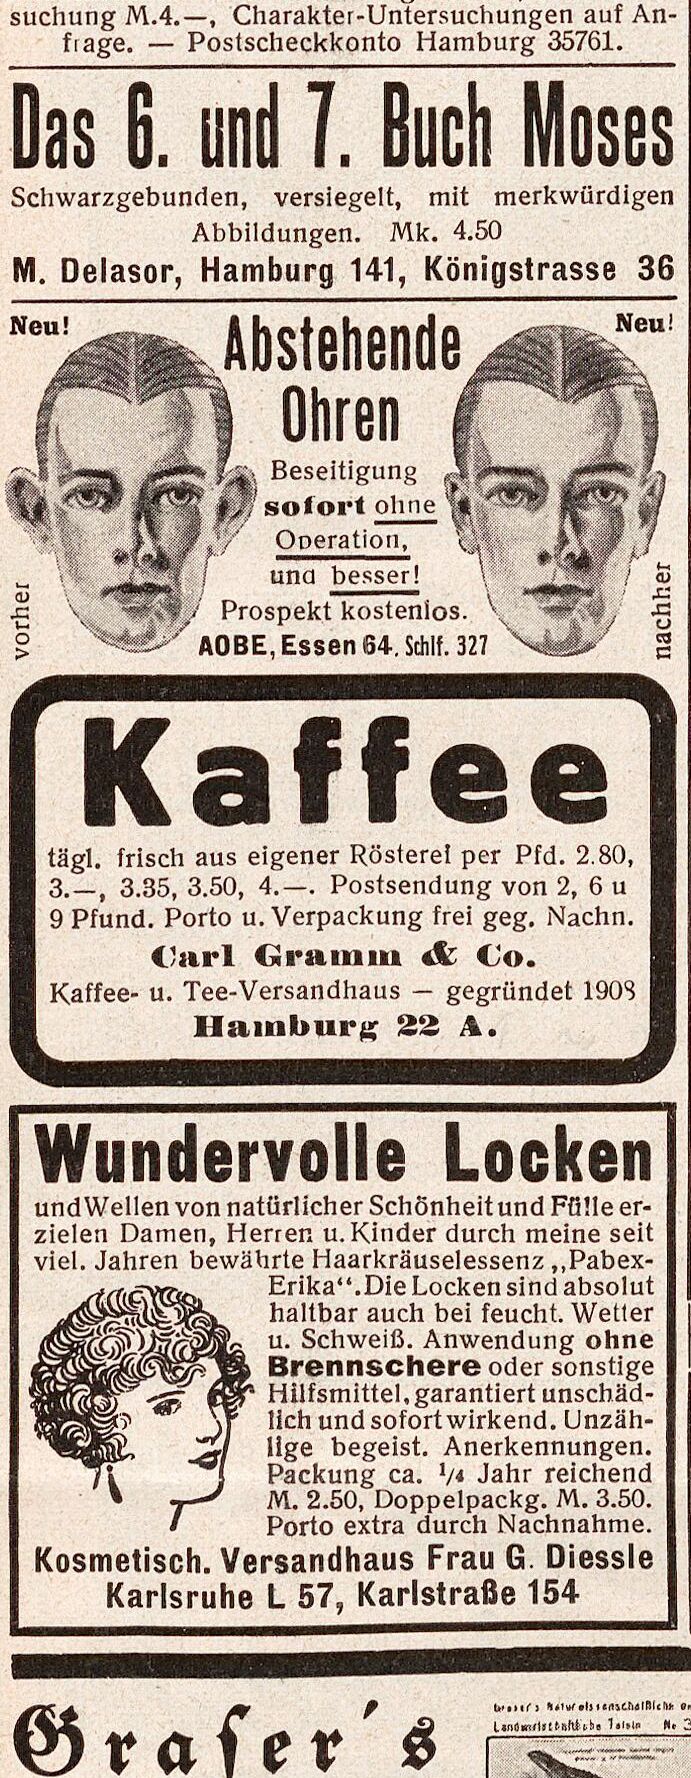 suchung M.4.—, Charakter-Untersuchungen auf An-
frage. — Postscheckkonto Hamburg 35761.
Das 6. und 7. Buch Moses
Schwarzgebunden, versiegelt, mit merkwürdigen
Abbildungen. Mk. 4.50
M. Delasor, Hamburg 141, Königstrasse 36
Neu!
Neu!
Abstehende
Ohren
Beseitigung
sofort ohne
Operation,
und besser!
Prospekt kostenlos.
AOBE, Essen 64, Schlf. 327
vorher
nachher
Kaffee
tägl. frisch aus eigener Rösterei per Pfd. 2.80,
3.—, 3.35, 3.50, 4.—. Postsendung von 2, 6 u
9 Pfund. Porto u. Verpackung frei geg. Nachn.
Carl Gramm & Co.
Kaffee- u. Tee-Versandhaus — gegründet 1908
Hamburg 22 A.
Wundervolle Locken
und Wellen von natürlicher Schönheit und Fülle er-
zielen Damen, Herren u. Kinder durch meine seit
viel. Jahren bewährte Haarkräuselessenz „Pabex-
Erika“. Die Locken sind absolut
haltbar auch bei feucht. Wetter
u. Schweiß. Anwendung ohne
Brennschere oder sonstige
Hilfsmittel, garantiert unschäd-
lich und sofort wirkend. Unzäh-
lige begeist. Anerkennungen.
Packung ca. ¼ Jahr reichend
M. 2.50, Doppelpackg. M. 3.50.
Porto extra durch Nachnahme.
Kosmetisch. Versandhaus Frau G. Diessle
Karlsruhe L 57, Karlstraße 154
Graser's
Graser's Naturwissenschaftliche
Landwirtschaftliche Tafeln No 3